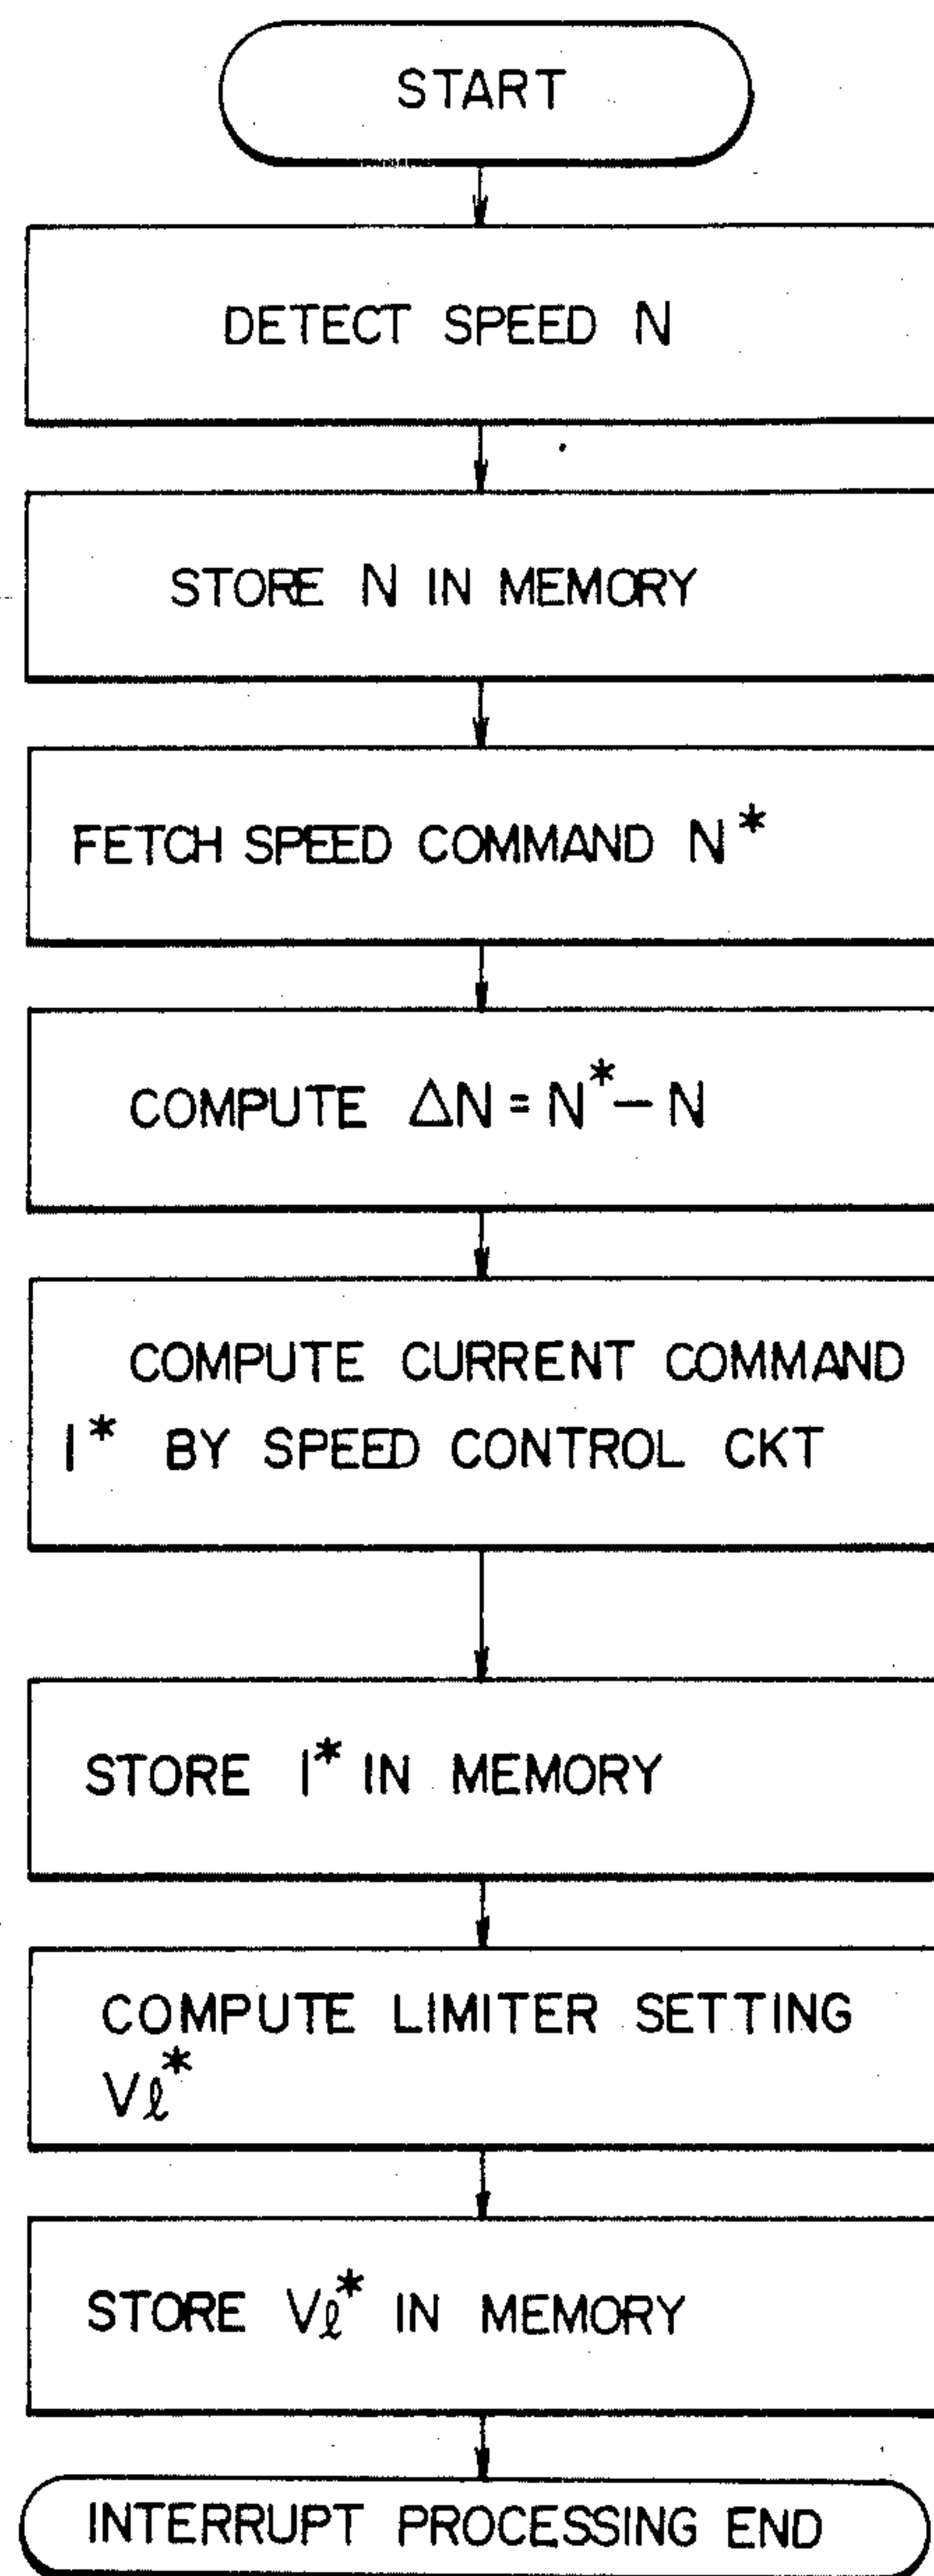 START
DETECT SPEED N
STORE N IN MEMORY
FETCH SPEED COMMAND N*
COMPUTE ΔN = N* – N
COMPUTE CURRENT COMMAND
I* BY SPEED CONTROL CKT
STORE I* IN MEMORY
COMPUTE LIMITER SETTING
Vℓ*
STORE Vℓ* IN MEMORY
INTERRUPT PROCESSING END